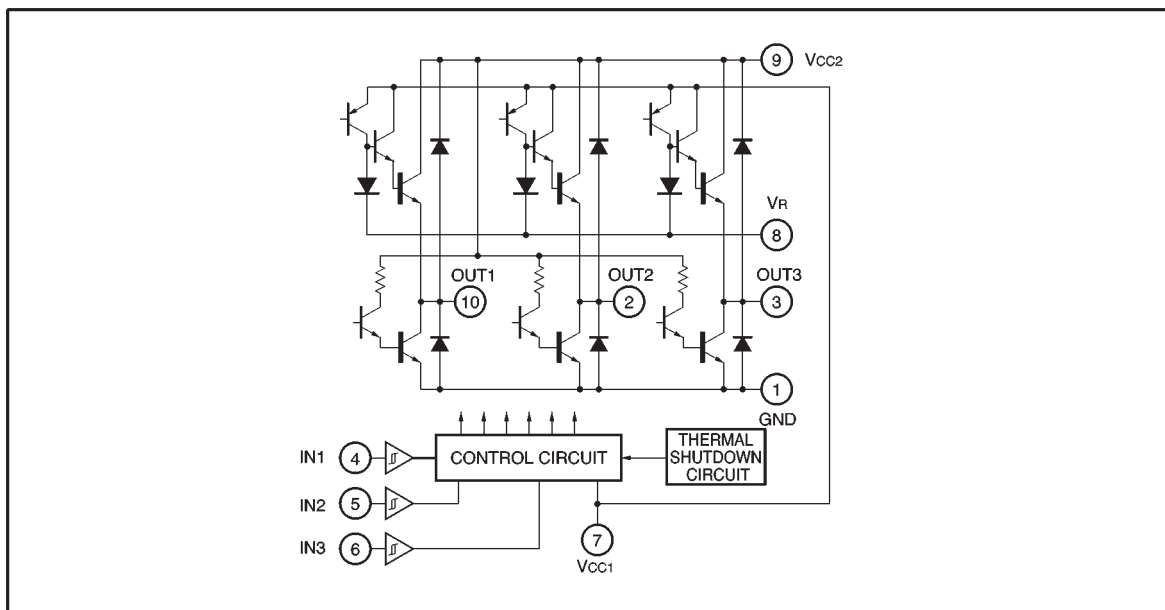 9 VCC2
VR
8
OUT1 OUT2 OUT3
10 2 3
1
GND
IN1 4 CONTROL CIRCUIT
THERMAL
SHUTDOWN
CIRCUIT
IN2 5
IN3 6
7
VCC1